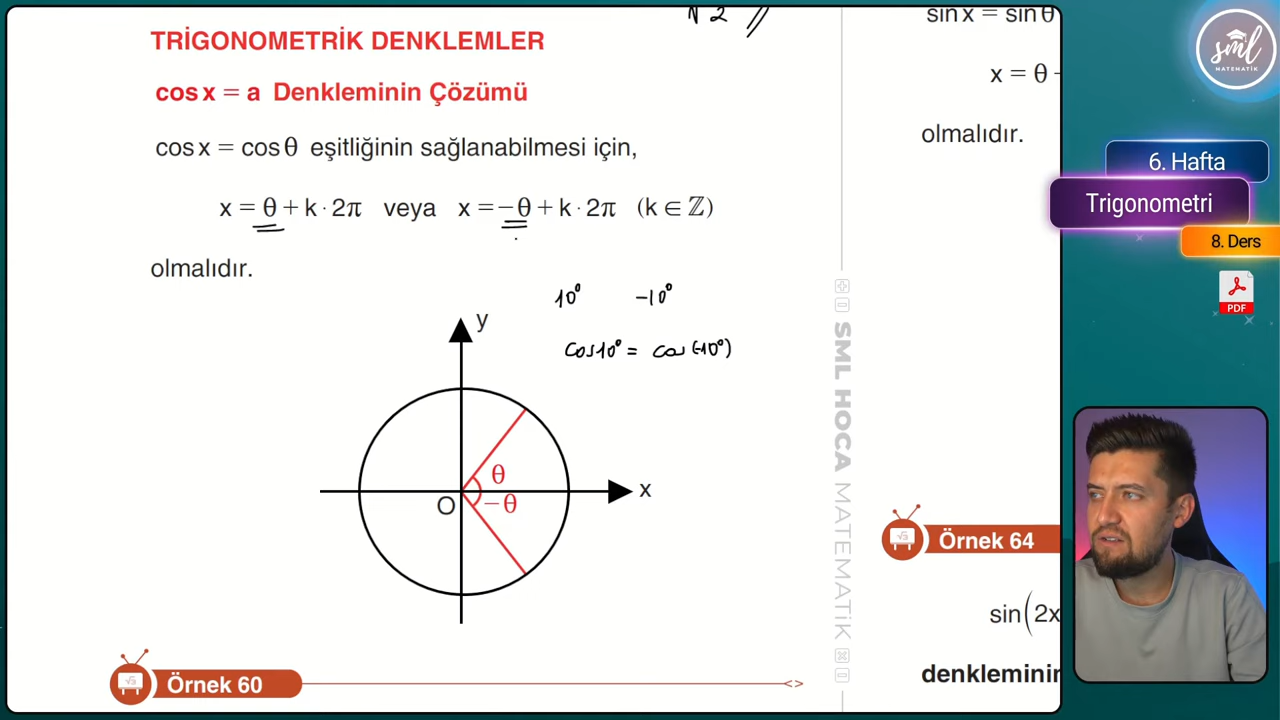 √2 //
TRİGONOMETRİK DENKLEMLER
cos x = a Denkleminin Çözümü
cos x = cos θ eşitliğinin sağlanabilmesi için,
x = θ + k · 2π veya x = −θ + k · 2π (k ∈ ℤ)
olmalıdır.
10° −10°
cos10° = cos(−10°)
y
θ
−θ
O
x
Örnek 60
<>
SML HOCA MATEMATİK
sin x = sin θ
x = θ
olmalıdır.
Örnek 64
sin(2x
denkleminin
sml
MATEMATİK
6. Hafta
Trigonometri
8. Ders
PDF